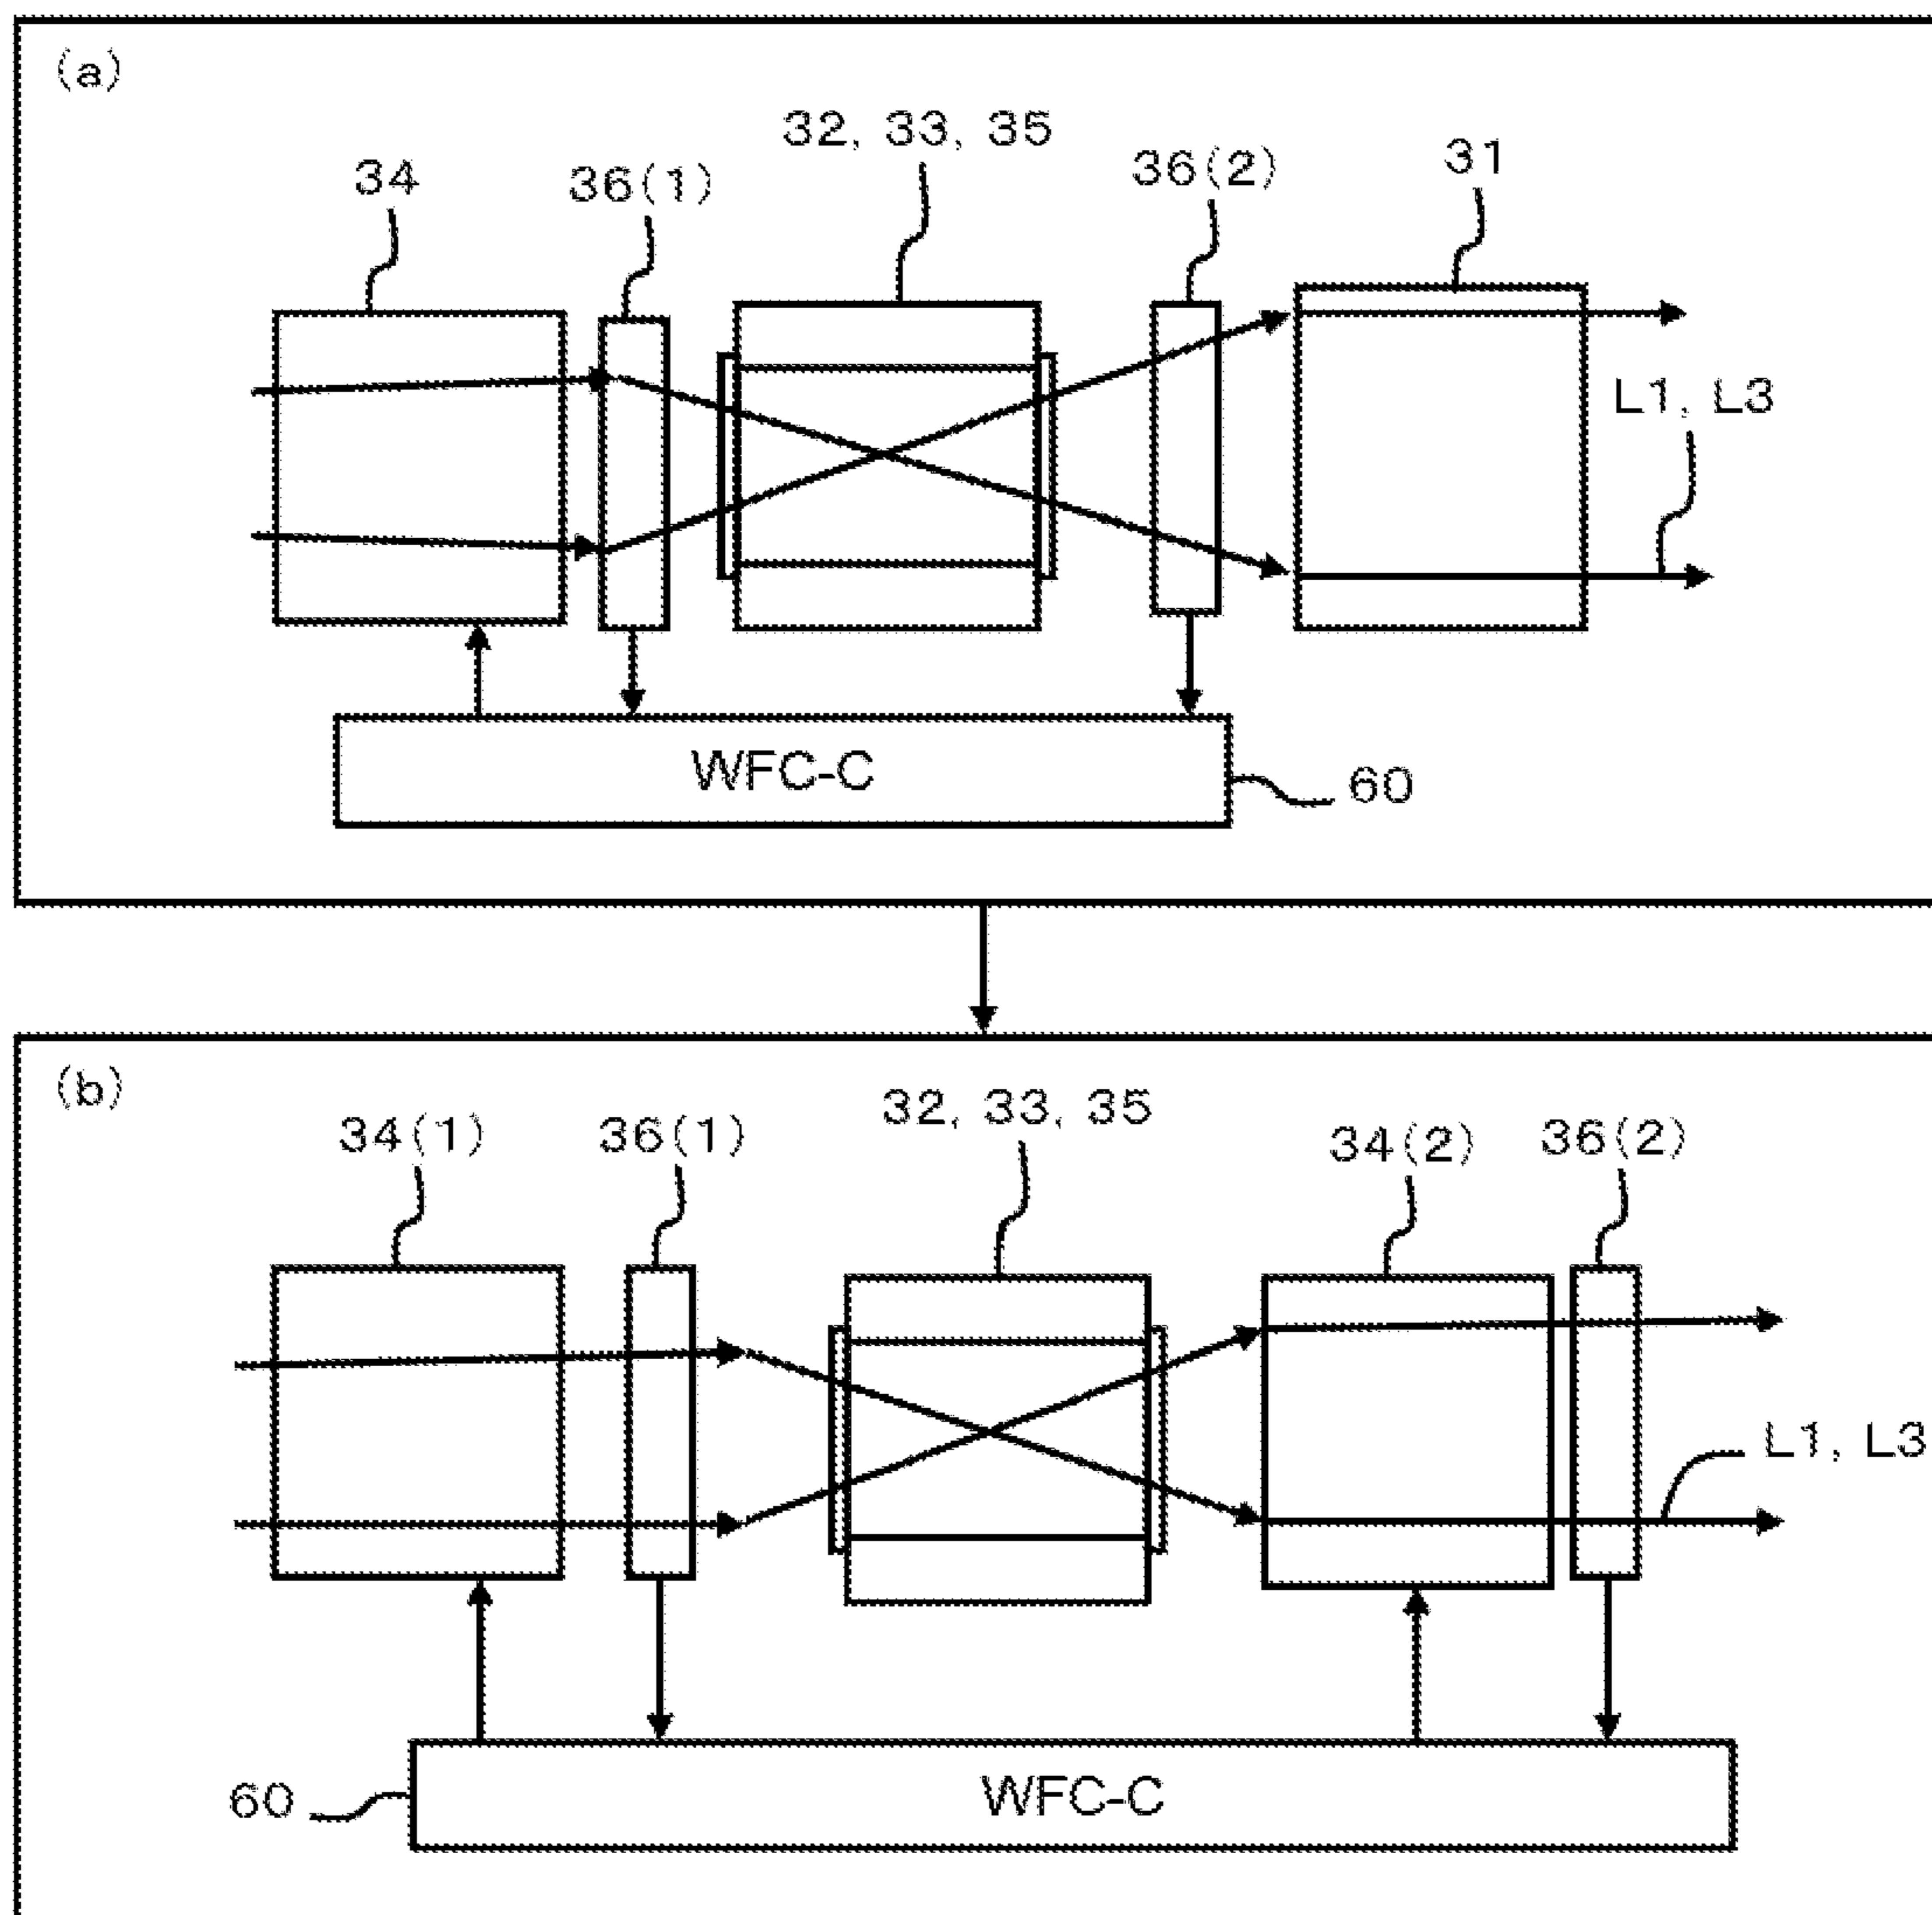 (a)
32, 33, 35
34
36(1)
36(2)
31
L1, L3
WFC-C
60
(b)
34(1)
36(1)
32, 33, 35
34(2)
36(2)
L1, L3
60
WFC-C